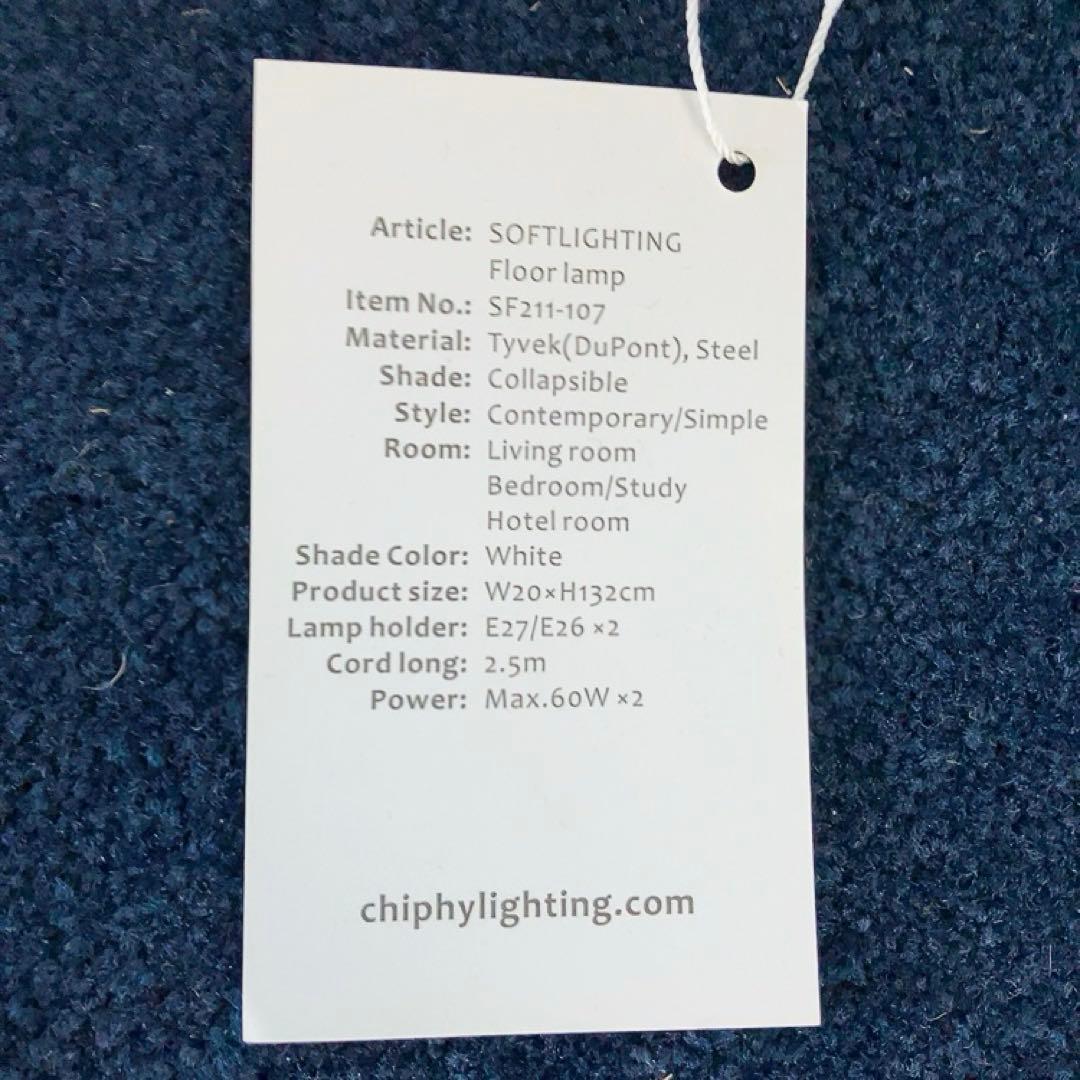 Article: SOFTLIGHTING
Floor lamp
Item No.: SF211-107
Material: Tyvek(DuPont), Steel
Shade: Collapsible
Style: Contemporary/Simple
Room: Living room
Bedroom/Study
Hotel room
Shade Color: White
Product size: W20×H132cm
Lamp holder: E27/E26 ×2
Cord long: 2.5m
Power: Max.60W ×2
chiphylighting.com